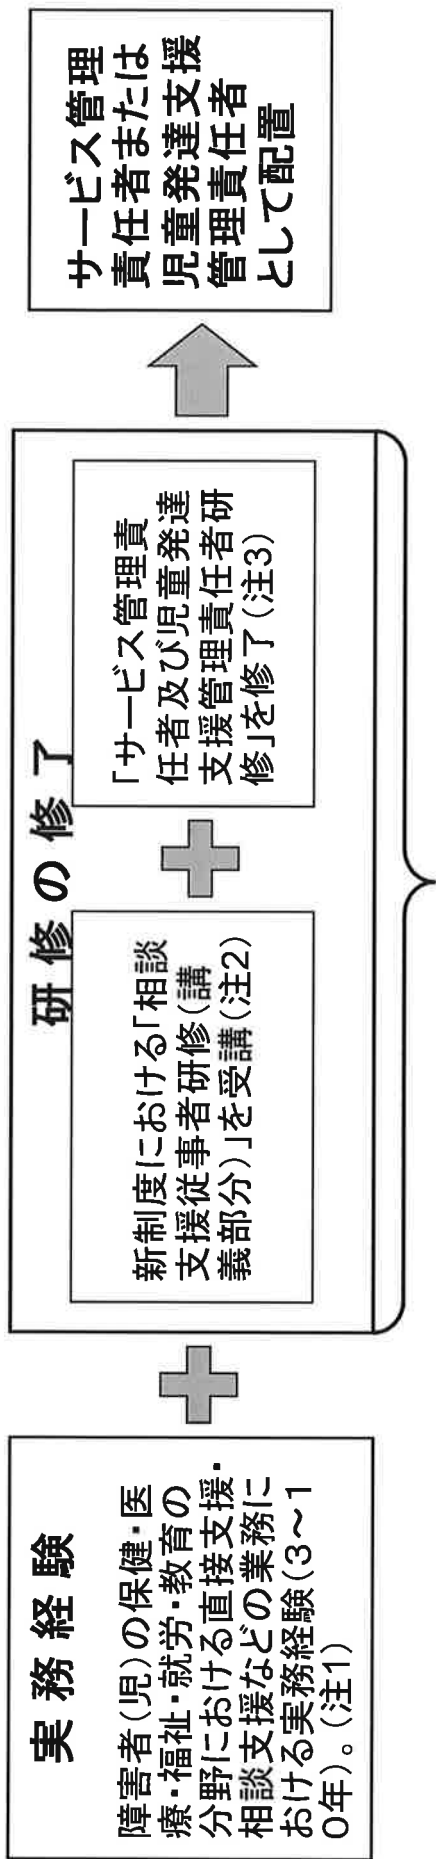 実務経験
障害者(児)の保健・医
療・福祉・就労・教育の
分野における直接支援・
相談支援などの業務に
おける実務経験(3～1
0年)。(注1)
研修の修了
新制度における「相談
支援従事者研修(講
義部分)」を受講(注2)
「サービス管理責
任者及び児童発達
支援管理責任者研
修」を修了(注3)
サービス管理
責任者または
児童発達支援
管理責任者
として配置